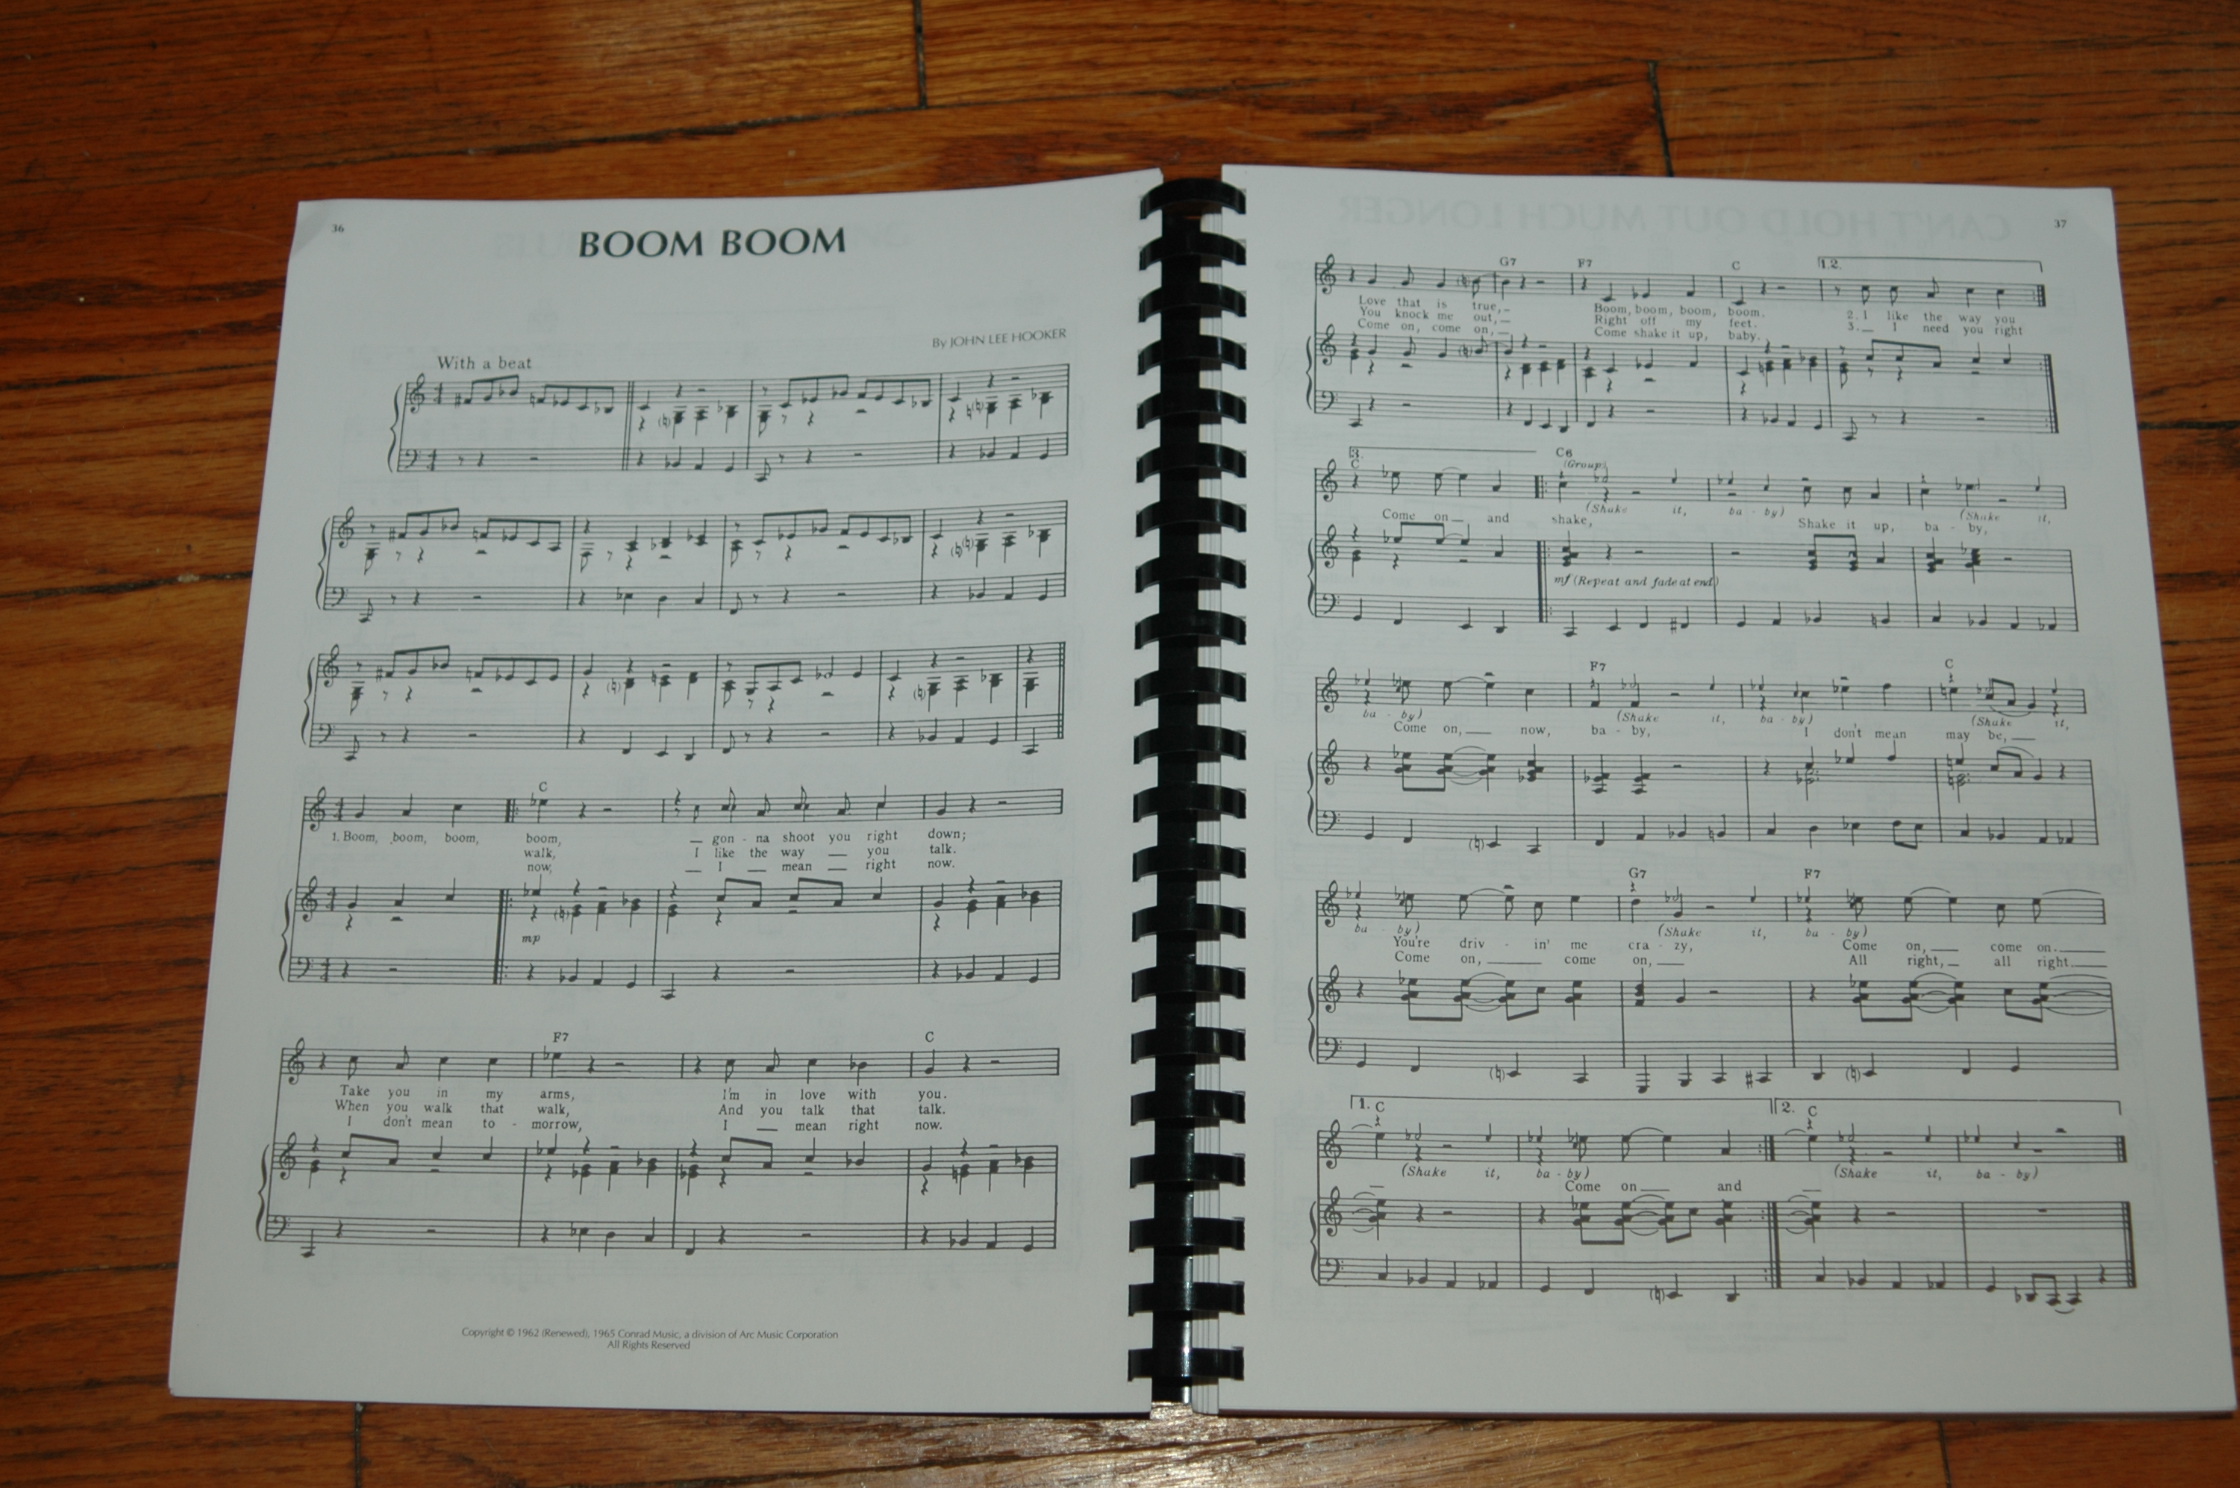 36
BOOM BOOM
By JOHN LEE HOOKER
With a beat
C
1. Boom, boom, boom, boom, — gon - na shoot you right down;
walk, I like the way — you talk.
now, — I — mean — right now.
mp
F7 C
Take you in my arms, I'm in love with you.
When you walk that walk, And you talk that talk.
I don't mean to - morrow, I — mean right now.
Copyright © 1962 (Renewed), 1965 Conrad Music, a division of Arc Music Corporation
All Rights Reserved
CAN'T HOLD OUT MUCH LONGER
37
G7 F7 C 1.2.
Love that is true, — Boom, boom, boom, boom. 2. I like the way you
You knock me out, — Right off my feet. 3. — I need you right
Come on, come on, — Come shake it up, baby.
3.
C C6
(Group)
(Shake it, ba - by) (Shake it,
Come on — and shake, Shake it up, ba - by,
mf (Repeat and fade at end)
F7 C
ba - by) (Shake it, ba - by) (Shake it,
Come on, — now, ba - by, I don't mean may be, —
G7 F7
ba - by) (Shake it, ba - by)
You're driv - in' me cra - zy, Come on, — come on. —
Come on, — come on, — All right, — all right —
1. C 2. C
(Shake it, ba - by) (Shake it, ba - by)
— Come on — and —